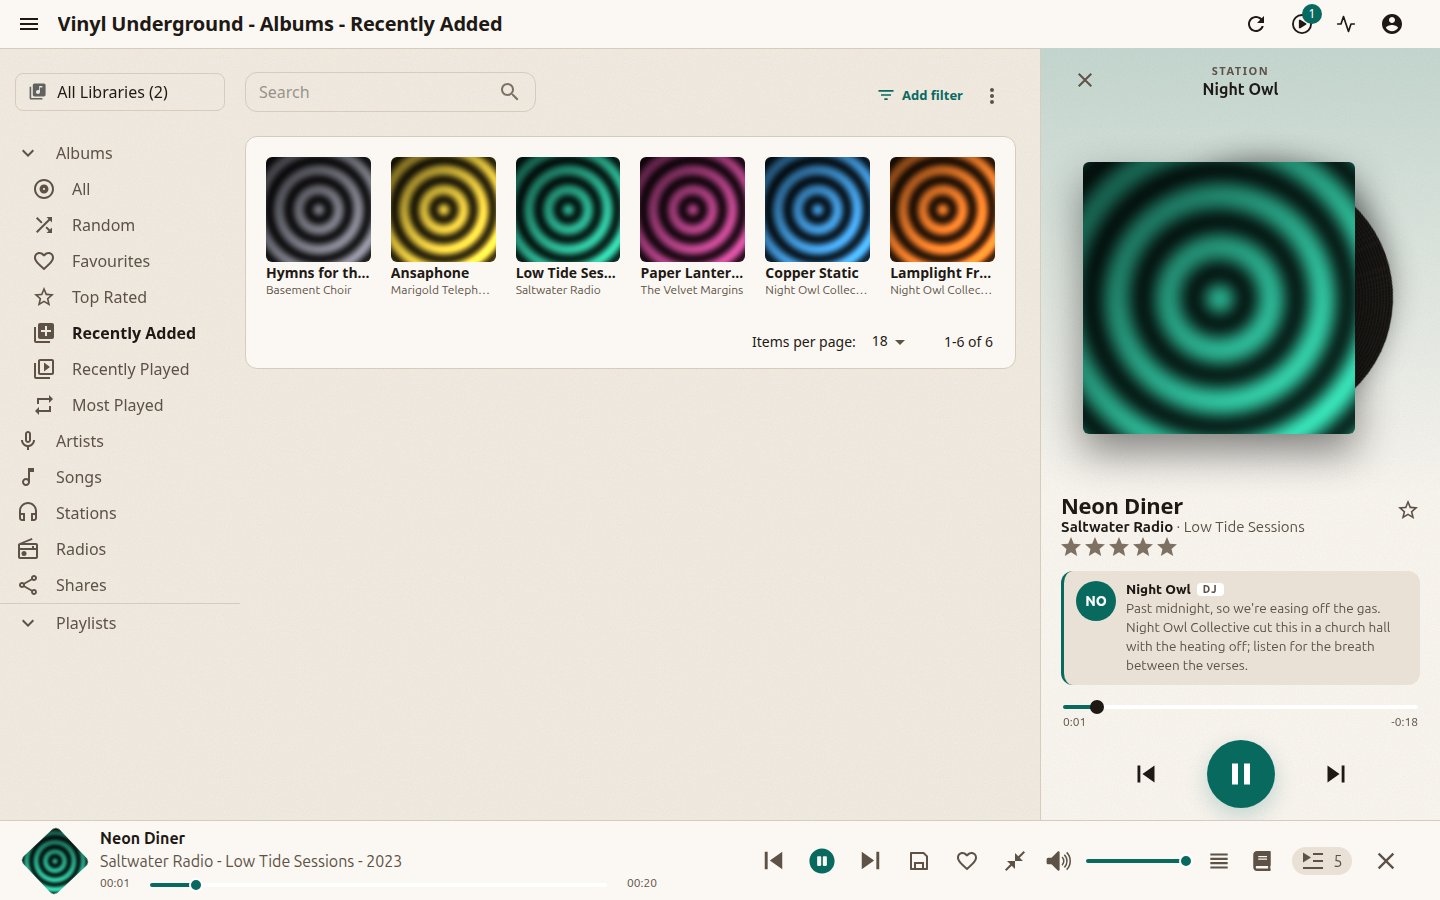 Vinyl Underground - Albums - Recently Added
1
All Libraries (2)
Search
Add filter
Albums
All
Random
Favourites
Top Rated
Recently Added
Recently Played
Most Played
Artists
Songs
Stations
Radios
Shares
Playlists
Hymns for th...
Basement Choir
Ansaphone
Marigold Teleph...
Low Tide Ses...
Saltwater Radio
Paper Lanter...
The Velvet Margins
Copper Static
Night Owl Collec...
Lamplight Fr...
Night Owl Collec...
Items per page: 18 1-6 of 6
STATION
Night Owl
Neon Diner
Saltwater Radio · Low Tide Sessions
NO
Night Owl DJ
Past midnight, so we're easing off the gas.
Night Owl Collective cut this in a church hall
with the heating off; listen for the breath
between the verses.
0:01 -0:18
Neon Diner
Saltwater Radio - Low Tide Sessions - 2023
00:01 00:20
5